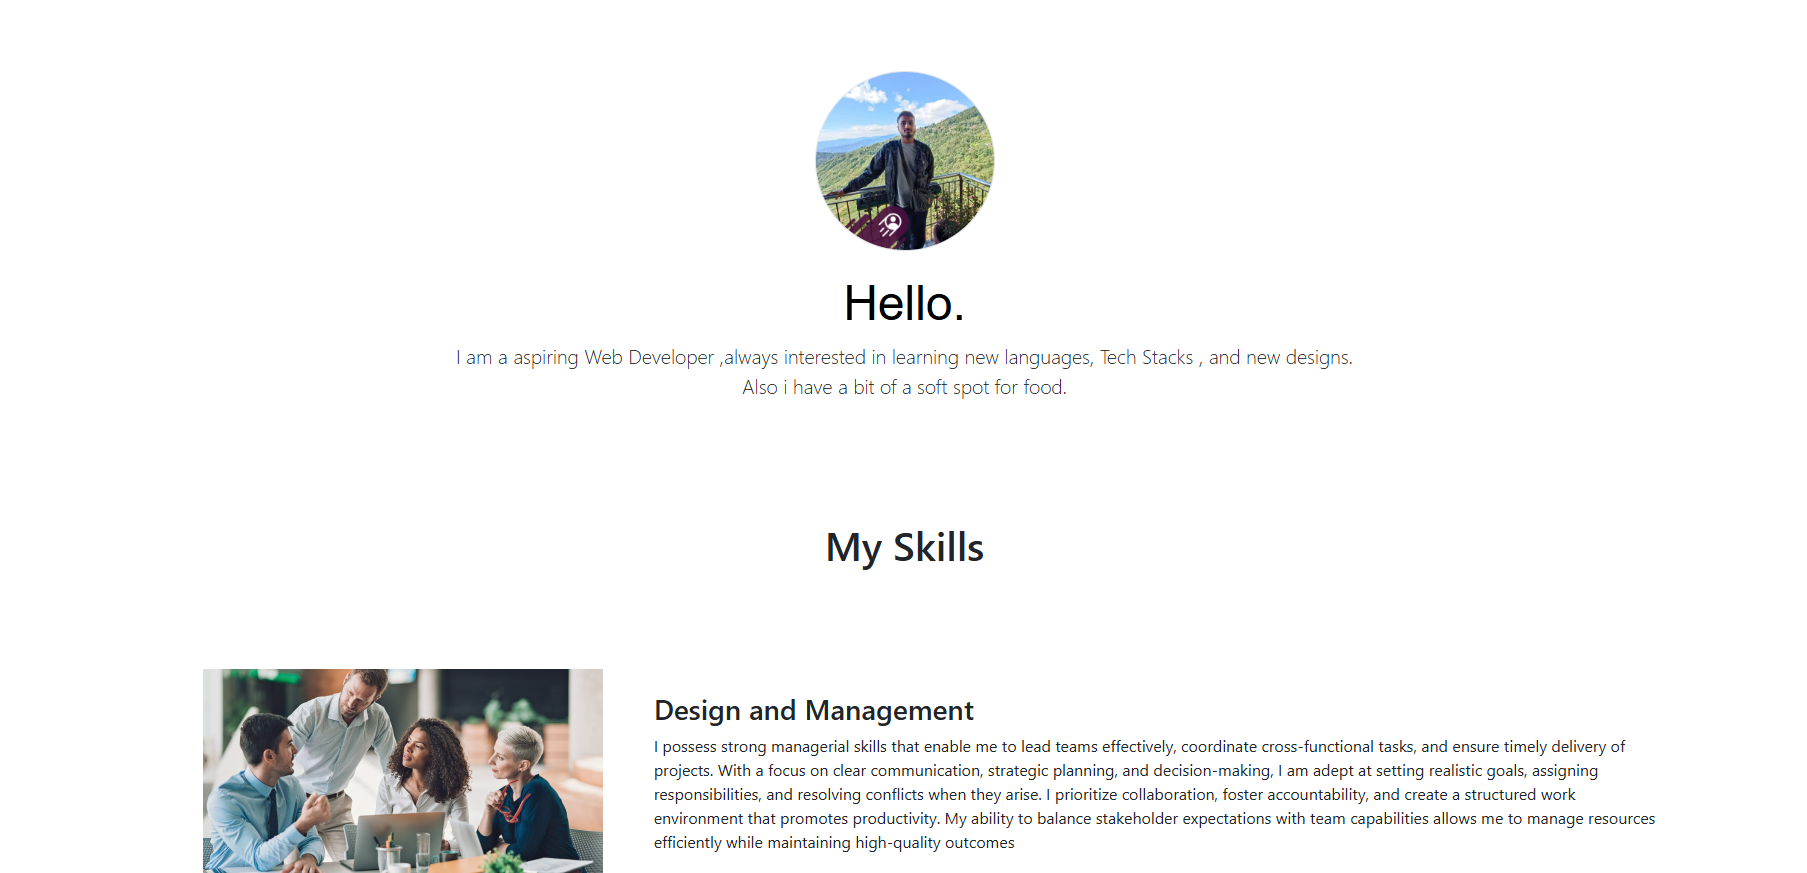 Hello.
I am a aspiring Web Developer ,always interested in learning new languages, Tech Stacks , and new designs.
Also i have a bit of a soft spot for food.
My Skills
Design and Management
I possess strong managerial skills that enable me to lead teams effectively, coordinate cross-functional tasks, and ensure timely delivery of
projects. With a focus on clear communication, strategic planning, and decision-making, I am adept at setting realistic goals, assigning
responsibilities, and resolving conflicts when they arise. I prioritize collaboration, foster accountability, and create a structured work
environment that promotes productivity. My ability to balance stakeholder expectations with team capabilities allows me to manage resources
efficiently while maintaining high-quality outcomes